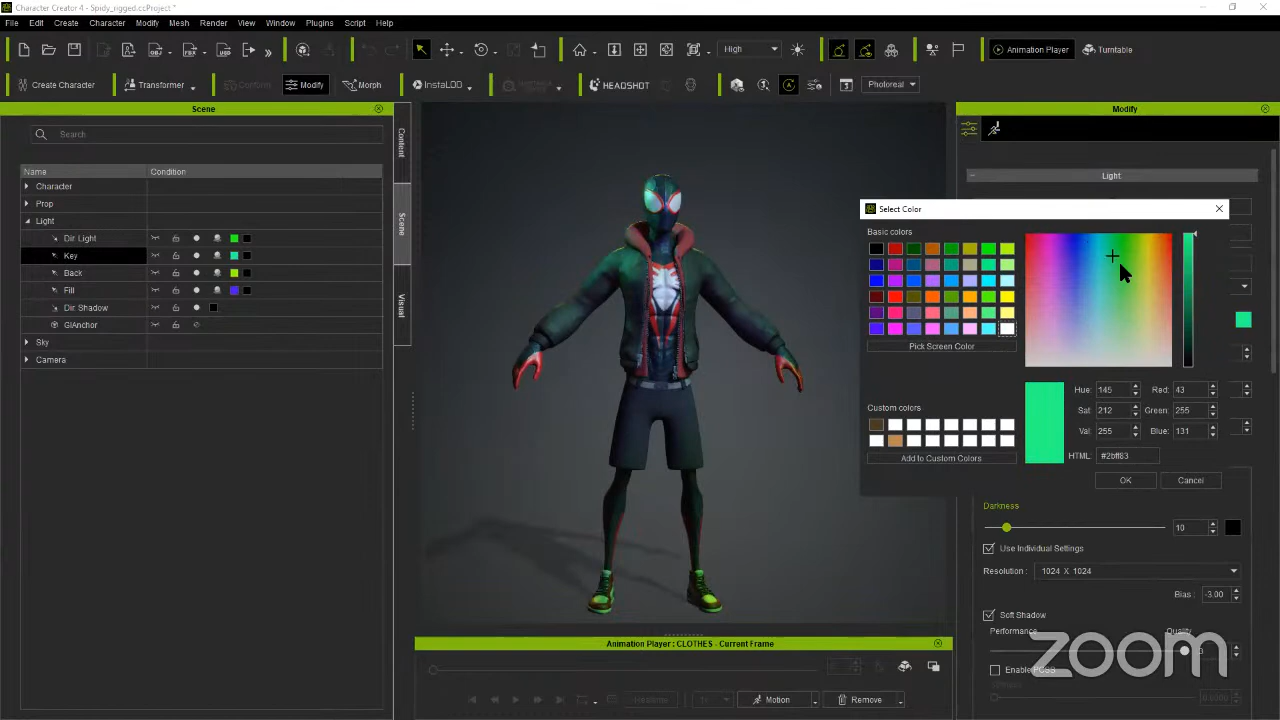 Character Creator 4 - Spidy_rigged.ccProject *
File Edit Create Modify Mesh Render View Window Plugins Script Help
High Animation Player Turntable
Create Character Transformer Conform Modify Morph InstaLOD HEADSHOT Photoreal
Scene
Modify
Search
Content
Scene
Visual
Name Condition
Character
Prop
Light
Dir Light
Key
Back
Fill
Dir. Shadow
GIAnchor
Sky
Camera
Light
Select Color
Basic colors
Pick Screen Color
Custom colors
Add to Custom Colors
Hue: 145 Red: 43
Sat: 212 Green: 255
Val: 255 Blue: 131
HTML: #2bff83
OK Cancel
Darkness
10
Use Individual Settings
Resolution : 1024 X 1024
Bias : -3.00
Soft Shadow
Performance Quality
3
Enable PCSS
zoom
Animation Player : CLOTHES - Current Frame
Realtime Motion Remove